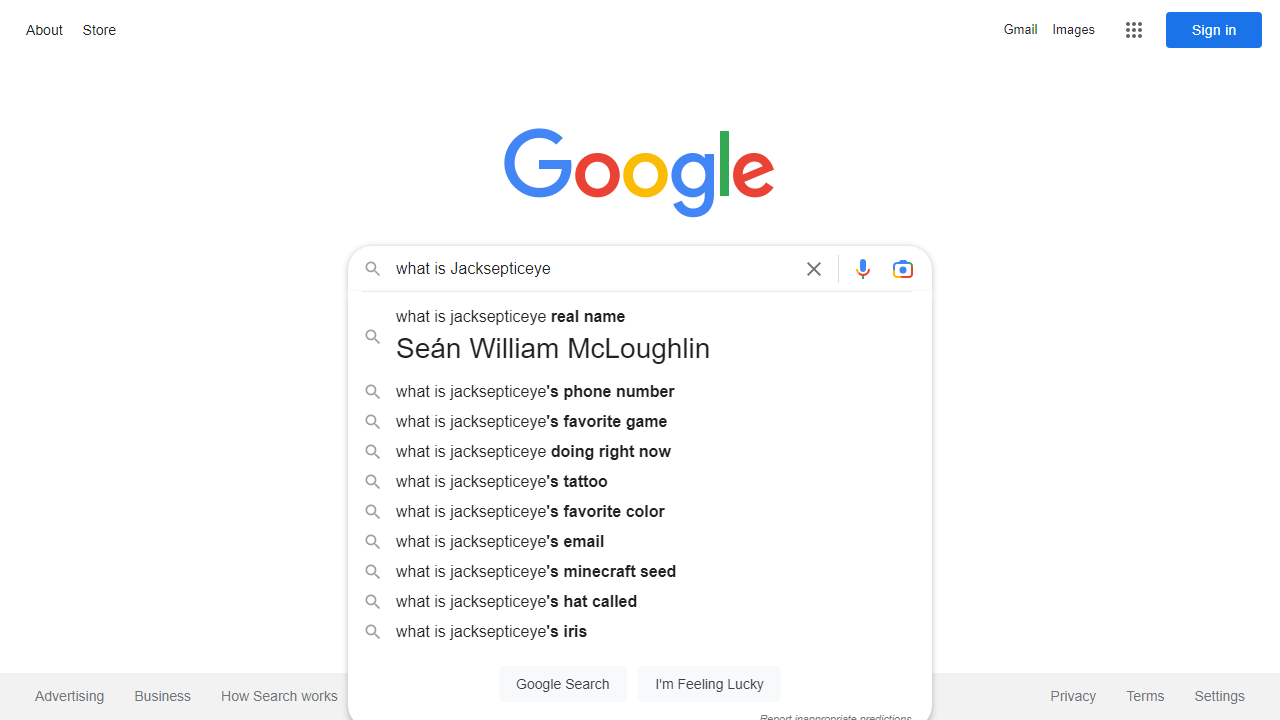 About Store Gmail Images Sign in
Google
what is Jacksepticeye
what is jacksepticeye real name
Seán William McLoughlin
what is jacksepticeye's phone number
what is jacksepticeye's favorite game
what is jacksepticeye doing right now
what is jacksepticeye's tattoo
what is jacksepticeye's favorite color
what is jacksepticeye's email
what is jacksepticeye's minecraft seed
what is jacksepticeye's hat called
what is jacksepticeye's iris
Google Search I'm Feeling Lucky
Advertising Business How Search works Privacy Terms Settings
Report inappropriate predictions